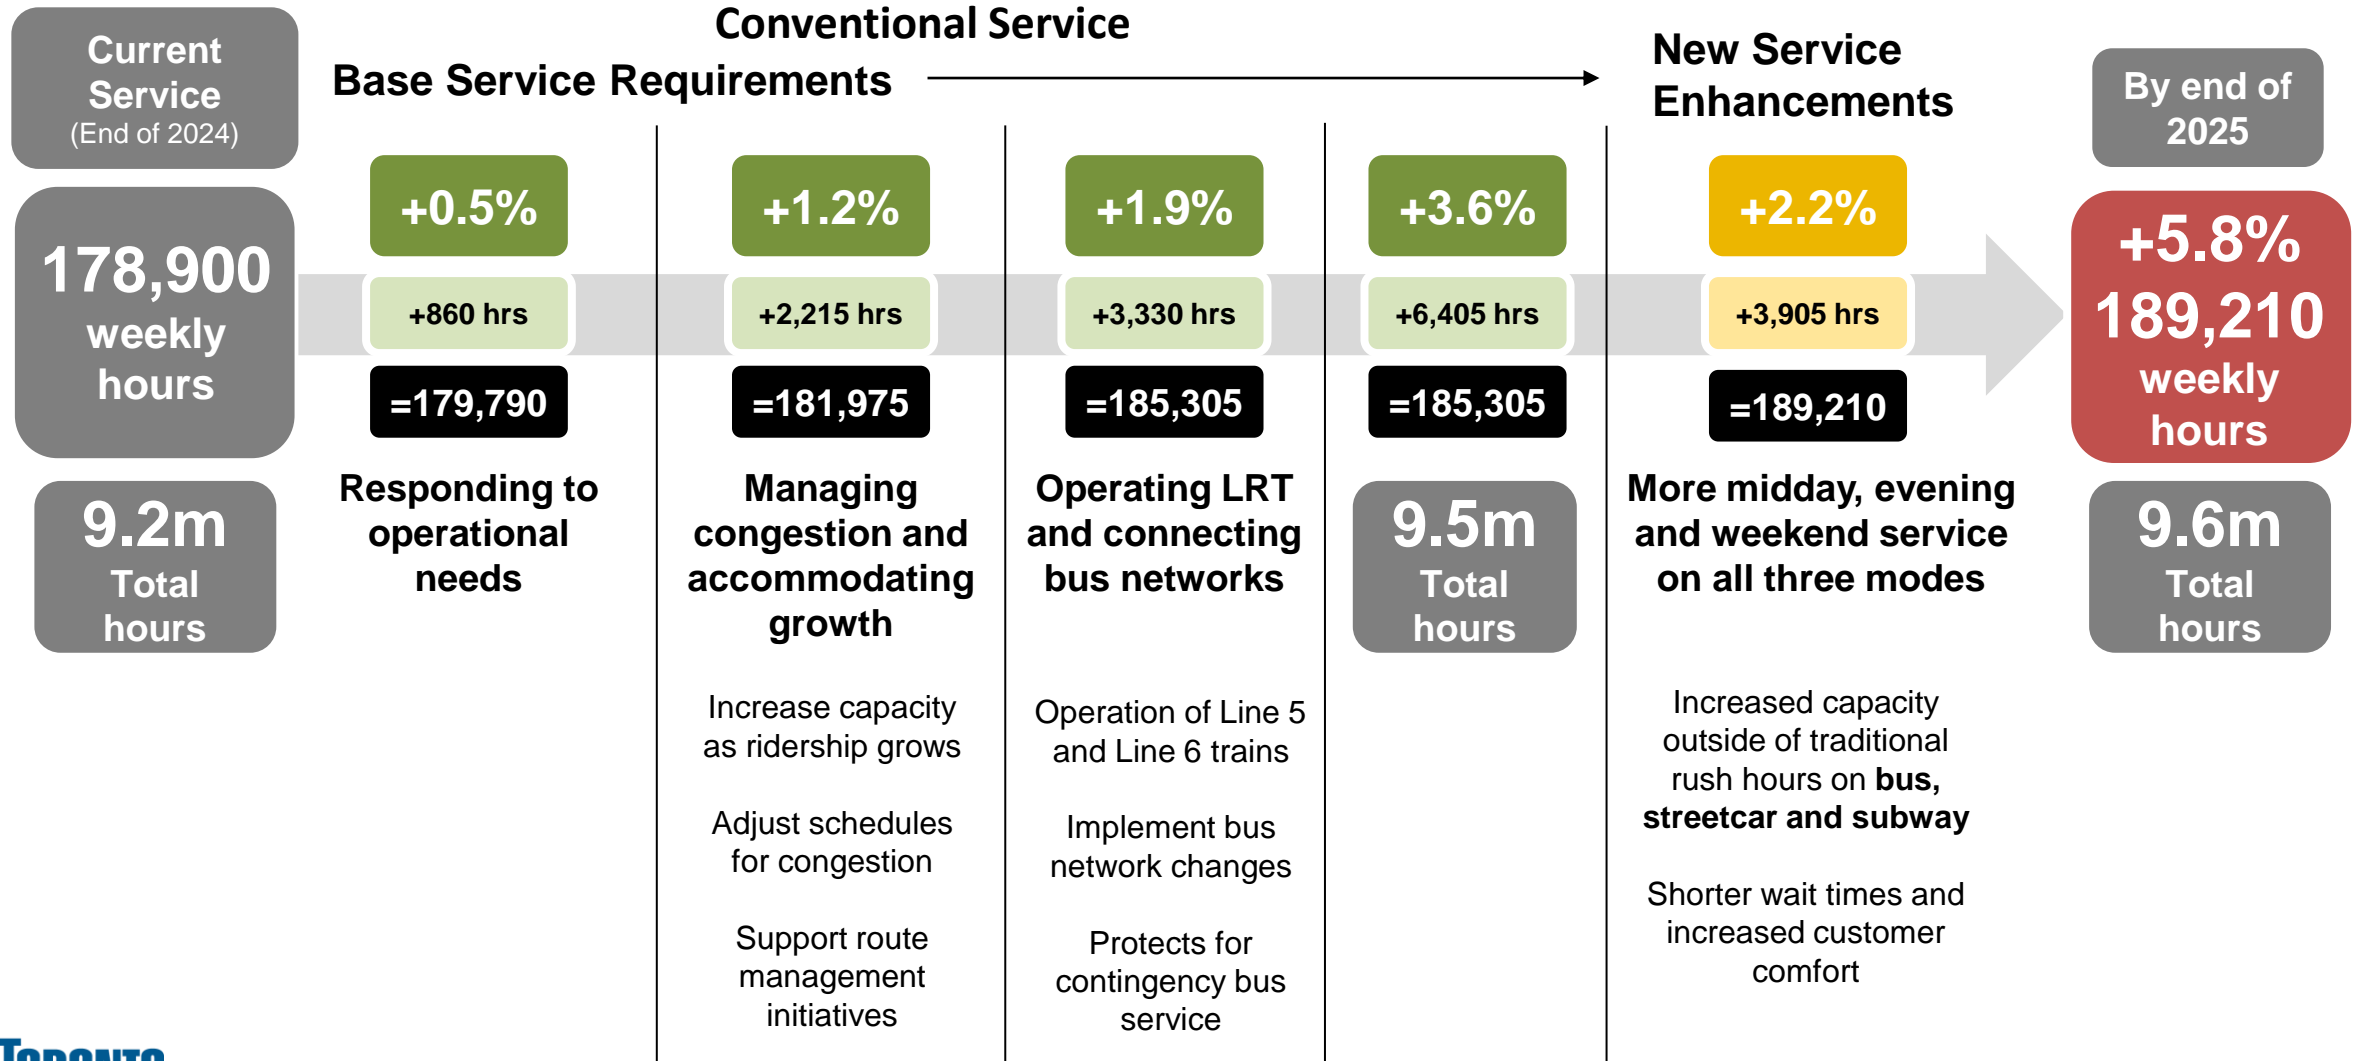 Conventional Service
Current
Service
(End of 2024)
Base Service Requirements
New Service
Enhancements
By end of
2025
178,900
weekly
hours
9.2m
Total
hours
+0.5%
+860 hrs
=179,790
Responding to
operational
needs
+1.2%
+2,215 hrs
=181,975
Managing
congestion and
accommodating
growth
Increase capacity
as ridership grows
Adjust schedules
for congestion
Support route
management
initiatives
+1.9%
+3,330 hrs
=185,305
Operating LRT
and connecting
bus networks
Operation of Line 5
and Line 6 trains
Implement bus
network changes
Protects for
contingency bus
service
+3.6%
+6,405 hrs
=185,305
9.5m
Total
hours
+2.2%
+3,905 hrs
=189,210
More midday, evening
and weekend service
on all three modes
Increased capacity
outside of traditional
rush hours on bus,
streetcar and subway
Shorter wait times and
increased customer
comfort
+5.8%
189,210
weekly
hours
9.6m
Total
hours
TORONTO